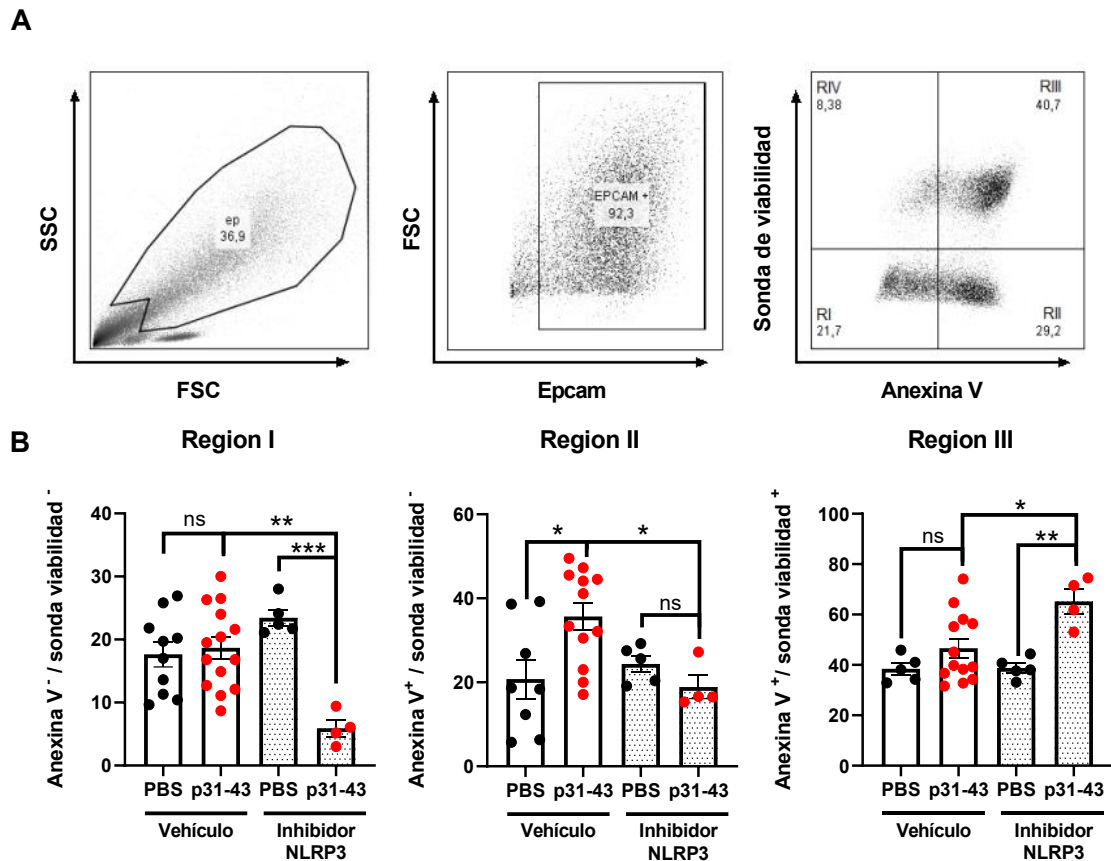 A
SSC
ep
36,9
FSC
FSC
EPCAM +
92,3
Epcam
Sonda de viabilidad
RIV
8,38
RIII
40,7
RI
21,7
RII
29,2
Anexina V
B
Region I
Anexina V⁻ / sonda viabilidad⁻
40
30
20
10
0
ns
**
***
PBS p31-43 PBS p31-43
Vehículo
Inhibidor
NLRP3
Region II
Anexina V⁺ / sonda viabilidad⁻
60
40
20
0
*
*
ns
PBS p31-43 PBS p31-43
Vehículo
Inhibidor
NLRP3
Region III
Anexina V⁺ / sonda viabilidad⁺
100
80
60
40
20
0
ns
*
**
PBS p31-43 PBS p31-43
Vehículo
Inhibidor
NLRP3